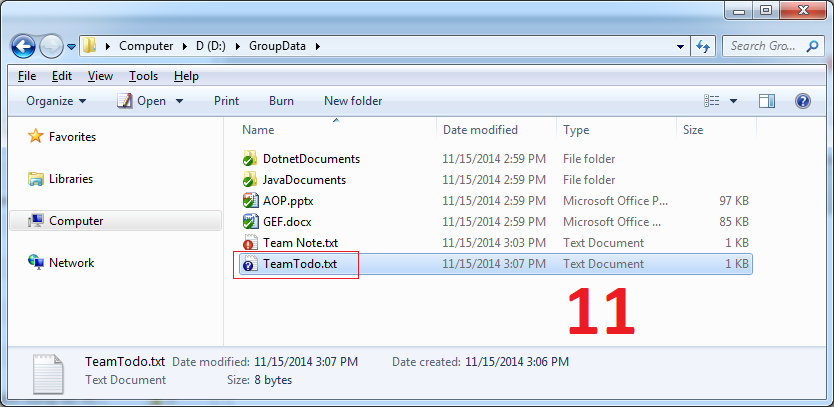 Computer ▸ D (D:) ▸ GroupData ▸ Search Gro...
File Edit View Tools Help
Organize Open Print Burn New folder
Name Date modified Type Size
Favorites
Libraries
Computer
Network
DotnetDocuments 11/15/2014 2:59 PM File folder
JavaDocuments 11/15/2014 2:59 PM File folder
AOP.pptx 11/15/2014 2:59 PM Microsoft Office P... 97 KB
GEF.docx 11/15/2014 2:59 PM Microsoft Office ... 85 KB
Team Note.txt 11/15/2014 3:03 PM Text Document 1 KB
TeamTodo.txt 11/15/2014 3:07 PM Text Document 1 KB
11
TeamTodo.txt Date modified: 11/15/2014 3:07 PM Date created: 11/15/2014 3:06 PM
Text Document Size: 8 bytes